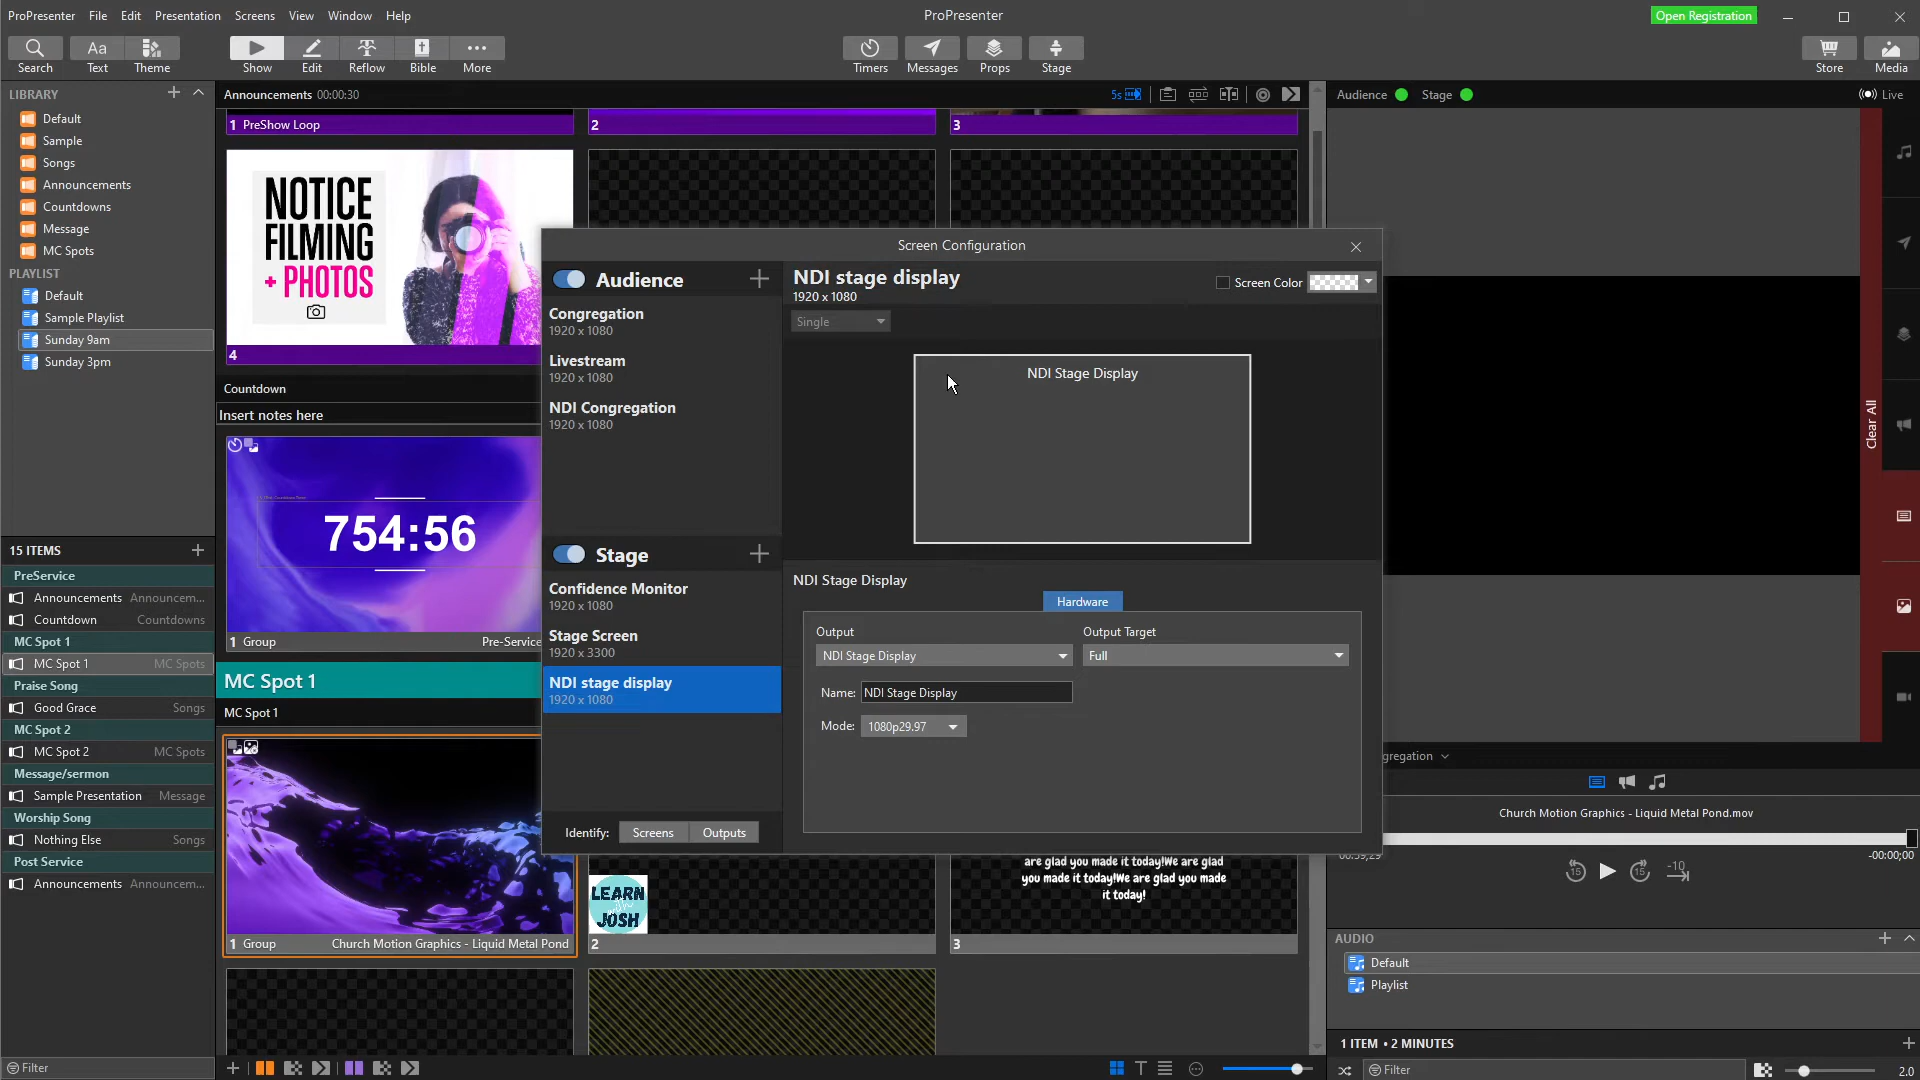 ProPresenter File Edit Presentation Screens View Window Help
ProPresenter
Open Registration
Search
Aa
Text
Theme
Show
Edit
Reflow
Bible
More
Timers
Messages
Props
Stage
Store
Media
LIBRARY
Default
Sample
Songs
Announcements
Countdowns
Message
MC Spots
PLAYLIST
Default
Sample Playlist
Sunday 9am
Sunday 3pm
15 ITEMS
PreService
Announcements Announcem...
Countdown Countdowns
MC Spot 1
MC Spot 1 MC Spots
Praise Song
Good Grace Songs
MC Spot 2
MC Spot 2 MC Spots
Message/sermon
Sample Presentation Message
Worship Song
Nothing Else Songs
Post Service
Announcements Announcem...
Filter
Announcements 00:00:30
5s
1 PreShow Loop
2
3
NOTICE
FILMING
+ PHOTOS
4
Countdown
Insert notes here
754:56
1 Group Pre-Service
MC Spot 1
MC Spot 1
1 Group Church Motion Graphics - Liquid Metal Pond
LEARN
with
JOSH
2
are glad you made it today!We are glad
you made it today!We are glad you made
it today!
3
Screen Configuration
Audience
Congregation
1920 x 1080
Livestream
1920 x 1080
NDI Congregation
1920 x 1080
Stage
Confidence Monitor
1920 x 1080
Stage Screen
1920 x 3300
NDI stage display
1920 x 1080
Identify: Screens Outputs
NDI stage display
1920 x 1080
Screen Color
Single
NDI Stage Display
NDI Stage Display
Hardware
Output
NDI Stage Display
Output Target
Full
Name: NDI Stage Display
Mode: 1080p29.97
Audience Stage
Live
Clear All
gregation
Church Motion Graphics - Liquid Metal Pond.mov
-00:00;00
15
15
-10
AUDIO
Default
Playlist
1 ITEM • 2 MINUTES
Filter
2.0